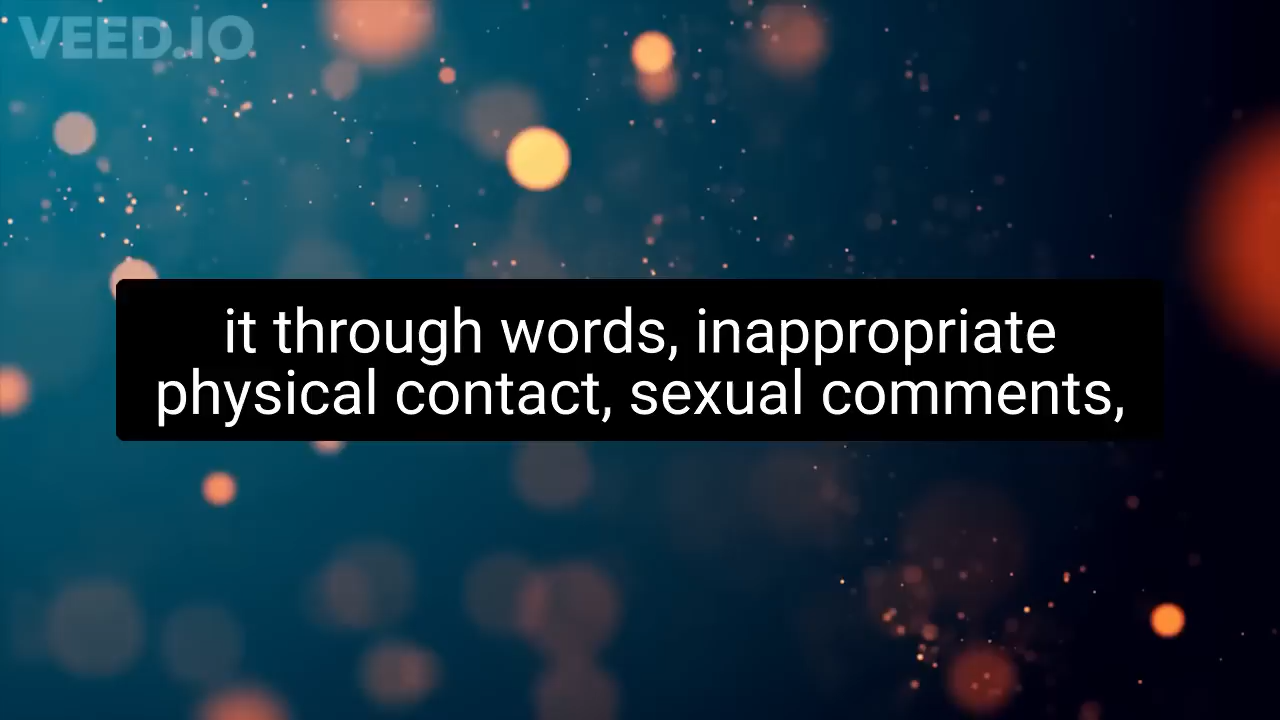 VEED.IO
it through words, inappropriate
physical contact, sexual comments,